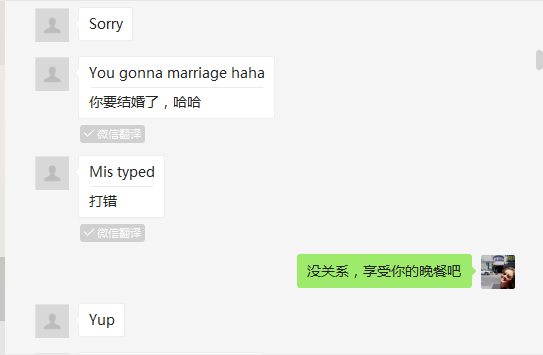 Sorry
You gonna marriage haha
你要结婚了，哈哈
微信翻译
Mis typed
打错
微信翻译
没关系，享受你的晚餐吧
Yup